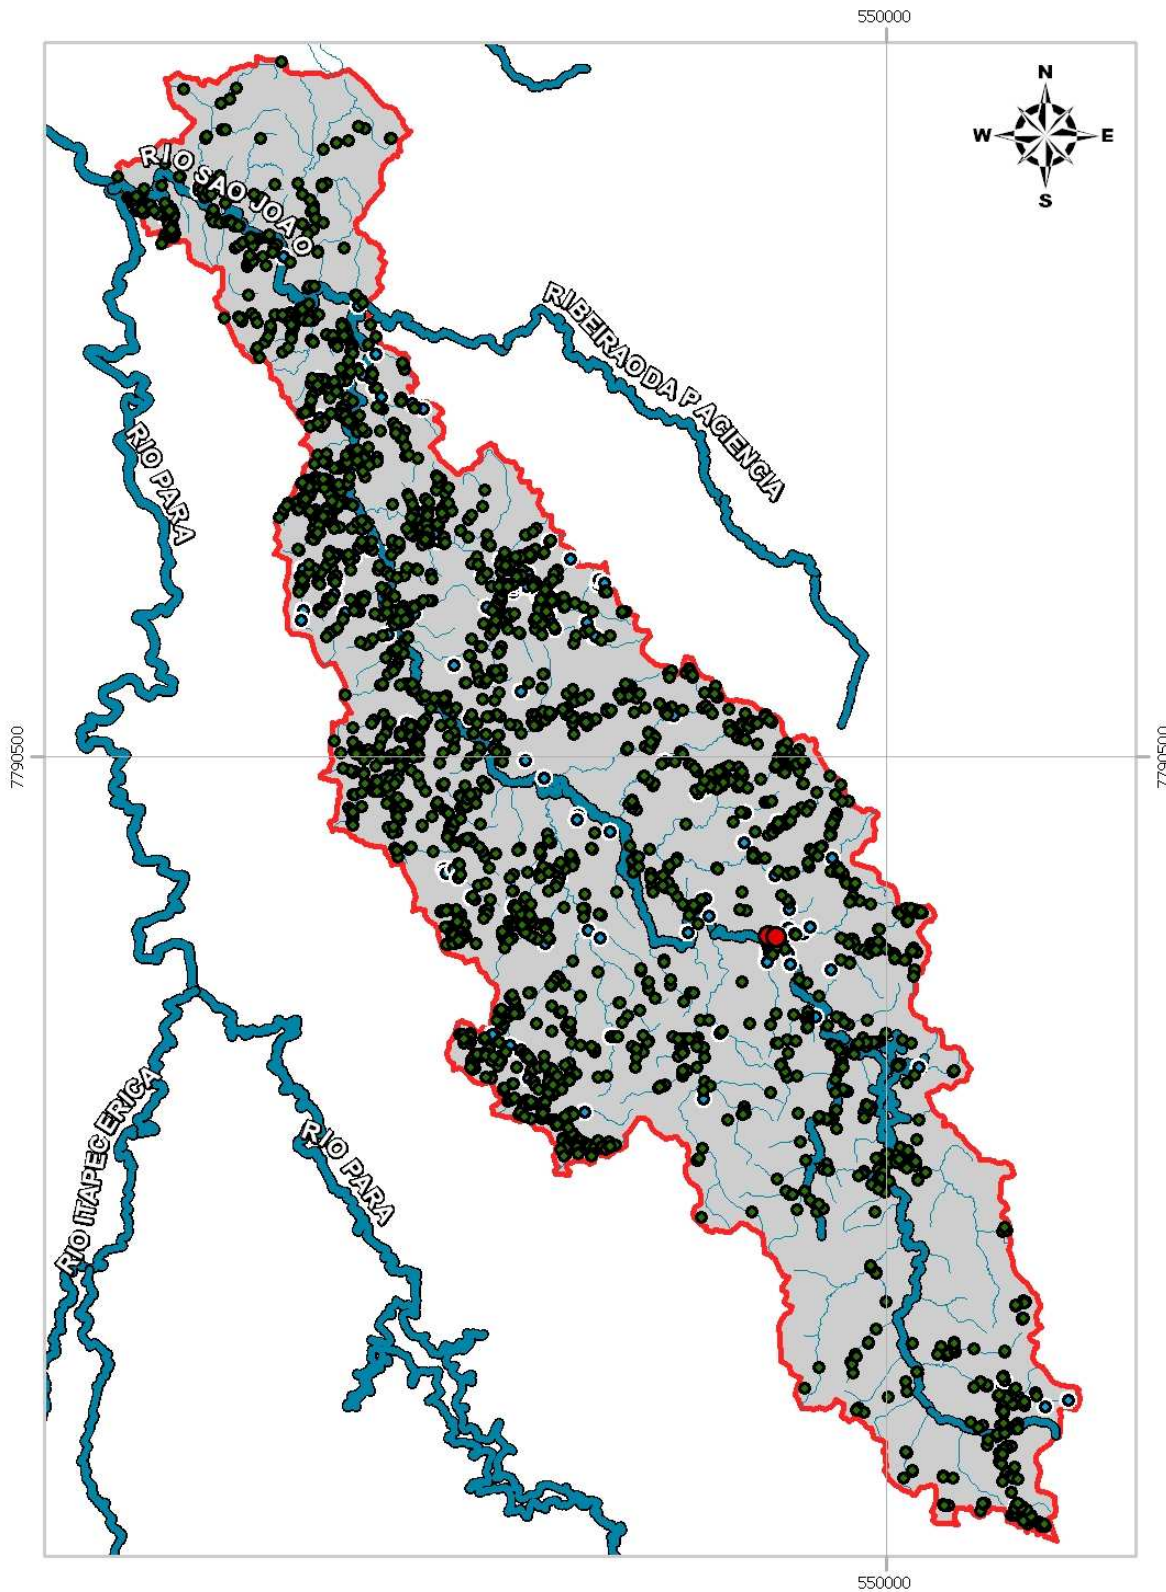 550000
N
W E
S
RIO SAO JOAO
RIBEIRAO DA PACIENCIA
RIO PARA
7790500
7790500
RIO ITAPECERICA
RIO PARA
550000